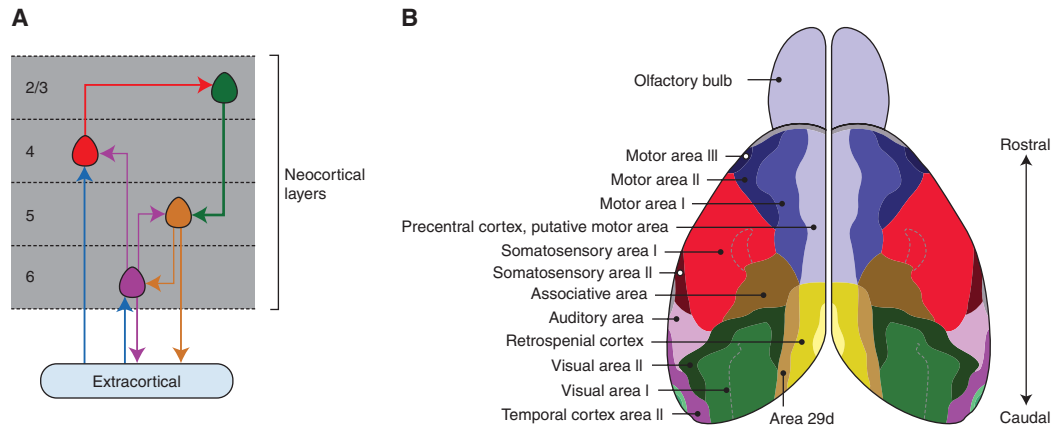 A
2/3
4
5
6
Neocortical
layers
Extracortical
B
Olfactory bulb
Motor area III
Motor area II
Motor area I
Precentral cortex, putative motor area
Somatosensory area I
Somatosensory area II
Associative area
Auditory area
Retrospenial cortex
Visual area II
Visual area I
Temporal cortex area II
Area 29d
Rostral
Caudal